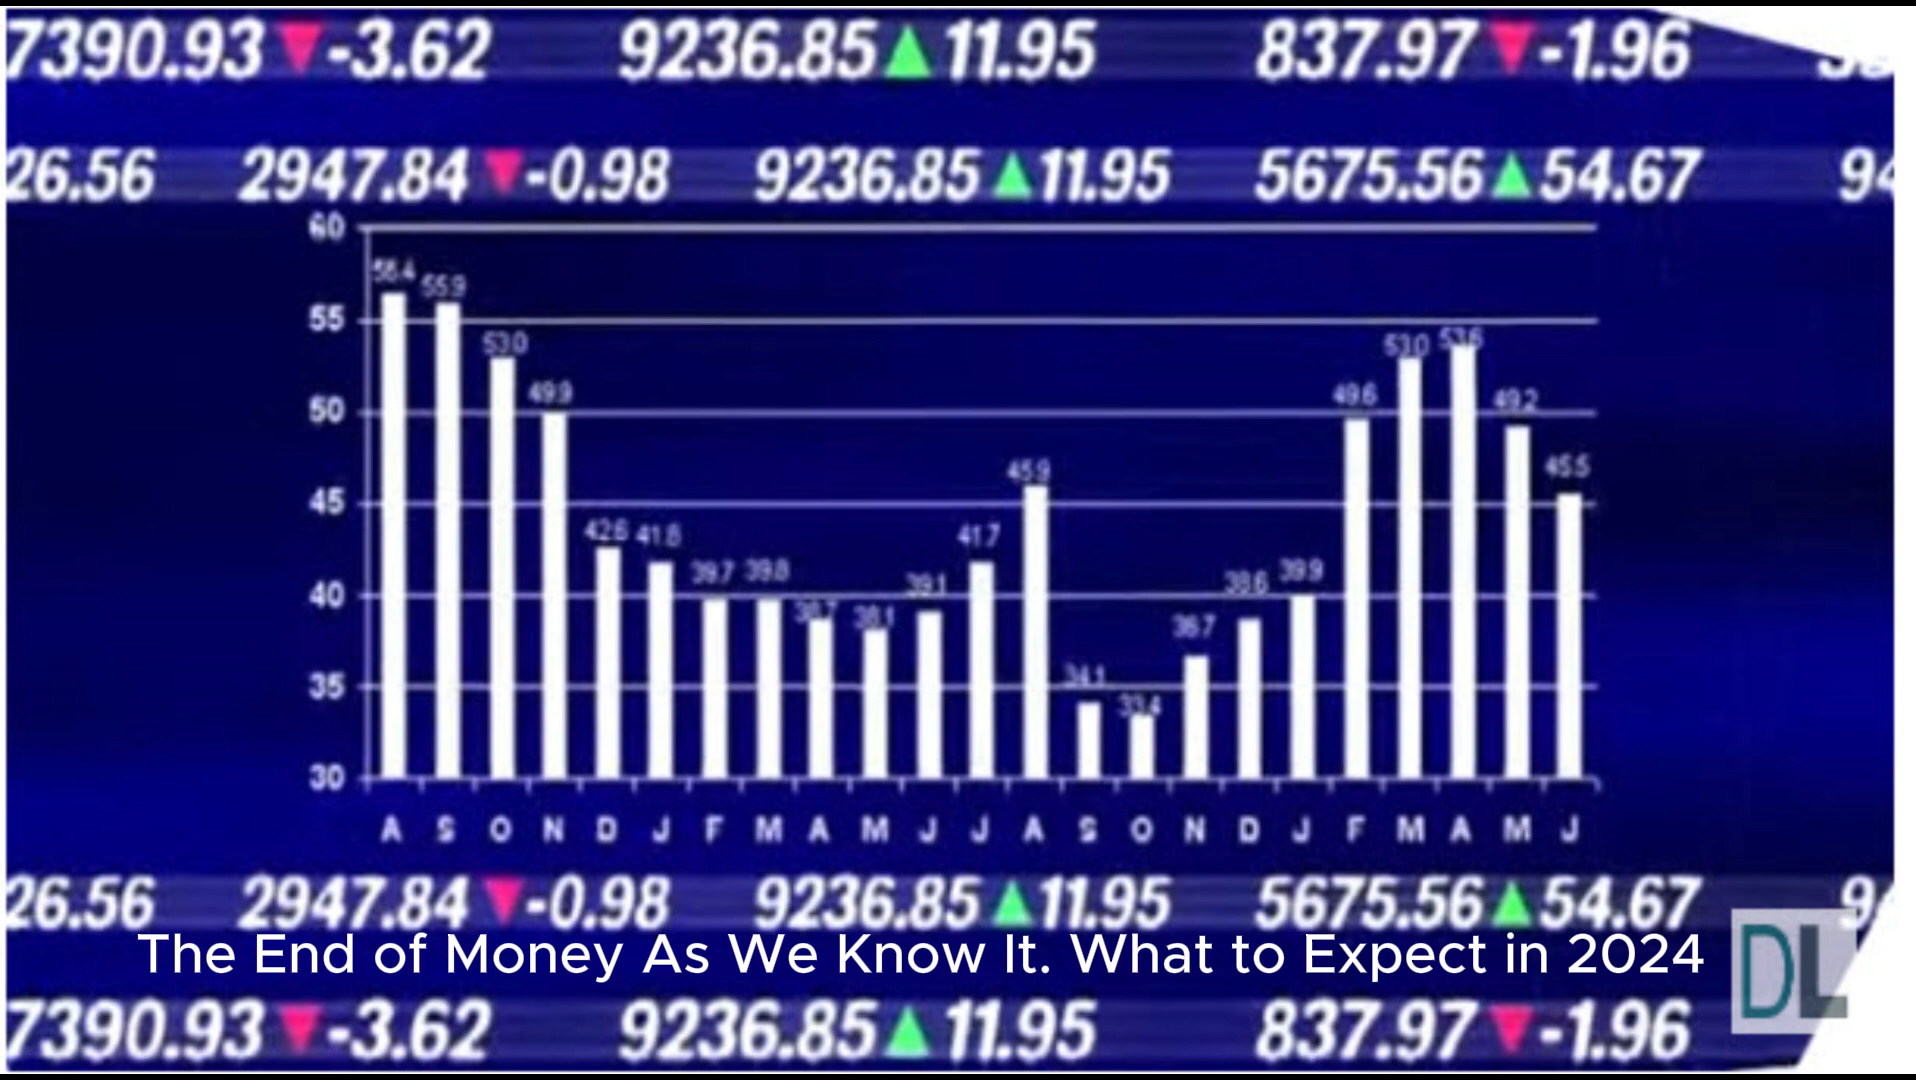 7390.93 ▼-3.62 9236.85▲11.95 837.97▼-1.96
26.56 2947.84▼-0.98 9236.85▲11.95 5675.56▲54.67 94
60
55.9
55
53.0 53.0 53.6
50
49.9 49.6 49.2
45
45.9 45.5
42.6 41.8 41.7
40
39.7 39.8 39.1 38.6 39.9
38.7 38.1 36.7
35
34.1
33.4
30
A S O N D J F M A M J J A S O N D J F M A M J
26.56 2947.84▼-0.98 9236.85▲11.95 5675.56▲54.67
The End of Money As We Know It. What to Expect in 2024
DL
7390.93▼-3.62 9236.85▲11.95 837.97▼-1.96